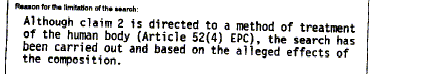 Reason for the limitation of the search:
Although claim 2 is directed to a method of treatment
of the human body (Article 52(4) EPC), the search has
been carried out and based on the alleged effects of
the composition.